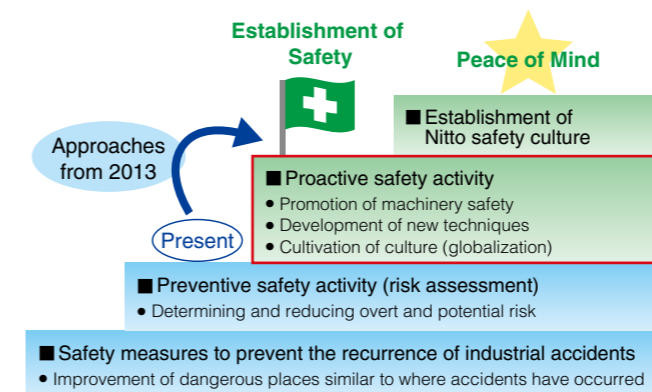 Establishment of
Safety
Peace of Mind
■ Establishment of
Nitto safety culture
Approaches
from 2013
■ Proactive safety activity
• Promotion of machinery safety
• Development of new techniques
• Cultivation of culture (globalization)
Present
■ Preventive safety activity (risk assessment)
• Determining and reducing overt and potential risk
■ Safety measures to prevent the recurrence of industrial accidents
• Improvement of dangerous places similar to where accidents have occurred